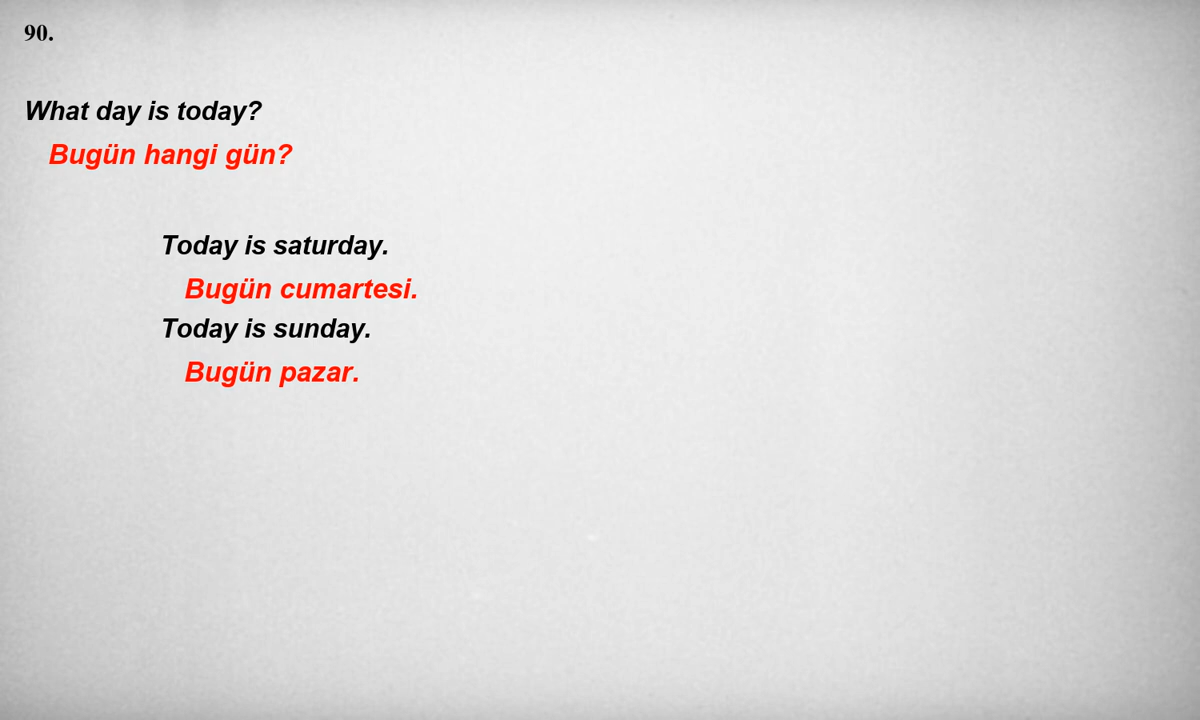 90.
What day is today?
Bugün hangi gün?
Today is saturday.
Bugün cumartesi.
Today is sunday.
Bugün pazar.